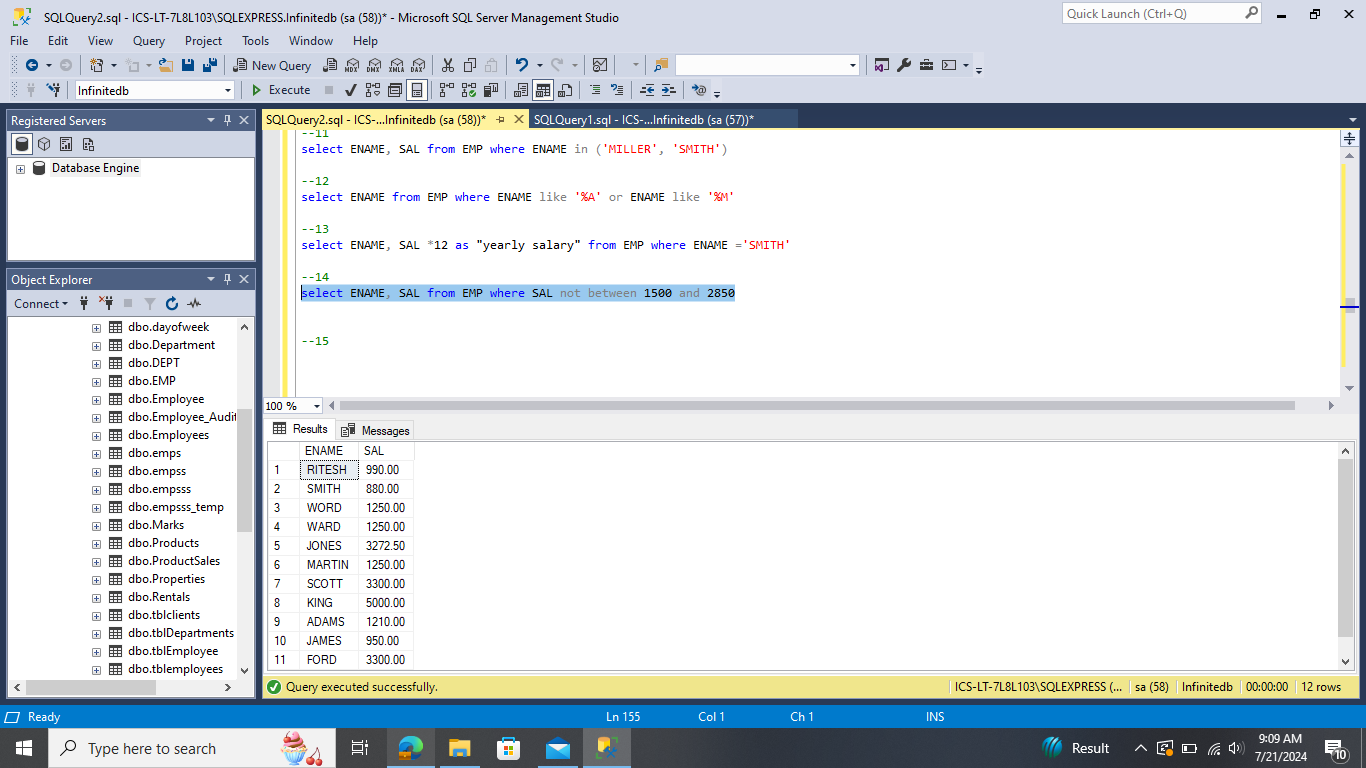 SQLQuery2.sql - ICS-LT-7L8L103\SQLEXPRESS.Infinitedb (sa (58))* - Microsoft SQL Server Management Studio
Quick Launch (Ctrl+Q)
File Edit View Query Project Tools Window Help
New Query MDX DMX XMLA DAX
Infinitedb Execute
Registered Servers
Database Engine
Object Explorer
Connect
dbo.dayofweek
dbo.Department
dbo.DEPT
dbo.EMP
dbo.Employee
dbo.Employee_Audit
dbo.Employees
dbo.emps
dbo.empss
dbo.empsss
dbo.empsss_temp
dbo.Marks
dbo.Products
dbo.ProductSales
dbo.Properties
dbo.Rentals
dbo.tblclients
dbo.tblDepartments
dbo.tblEmployee
dbo.tblemployees
SQLQuery2.sql - ICS-...Infinitedb (sa (58))* SQLQuery1.sql - ICS-...Infinitedb (sa (57))*
--11
select ENAME, SAL from EMP where ENAME in ('MILLER', 'SMITH')
--12
select ENAME from EMP where ENAME like '%A' or ENAME like '%M'
--13
select ENAME, SAL *12 as "yearly salary" from EMP where ENAME ='SMITH'
--14
select ENAME, SAL from EMP where SAL not between 1500 and 2850
--15
100 %
Results Messages
ENAME SAL
1 RITESH 990.00
2 SMITH 880.00
3 WORD 1250.00
4 WARD 1250.00
5 JONES 3272.50
6 MARTIN 1250.00
7 SCOTT 3300.00
8 KING 5000.00
9 ADAMS 1210.00
10 JAMES 950.00
11 FORD 3300.00
Query executed successfully. ICS-LT-7L8L103\SQLEXPRESS (... sa (58) Infinitedb 00:00:00 12 rows
Ready Ln 155 Col 1 Ch 1 INS
Type here to search Result 9:09 AM
7/21/2024 10